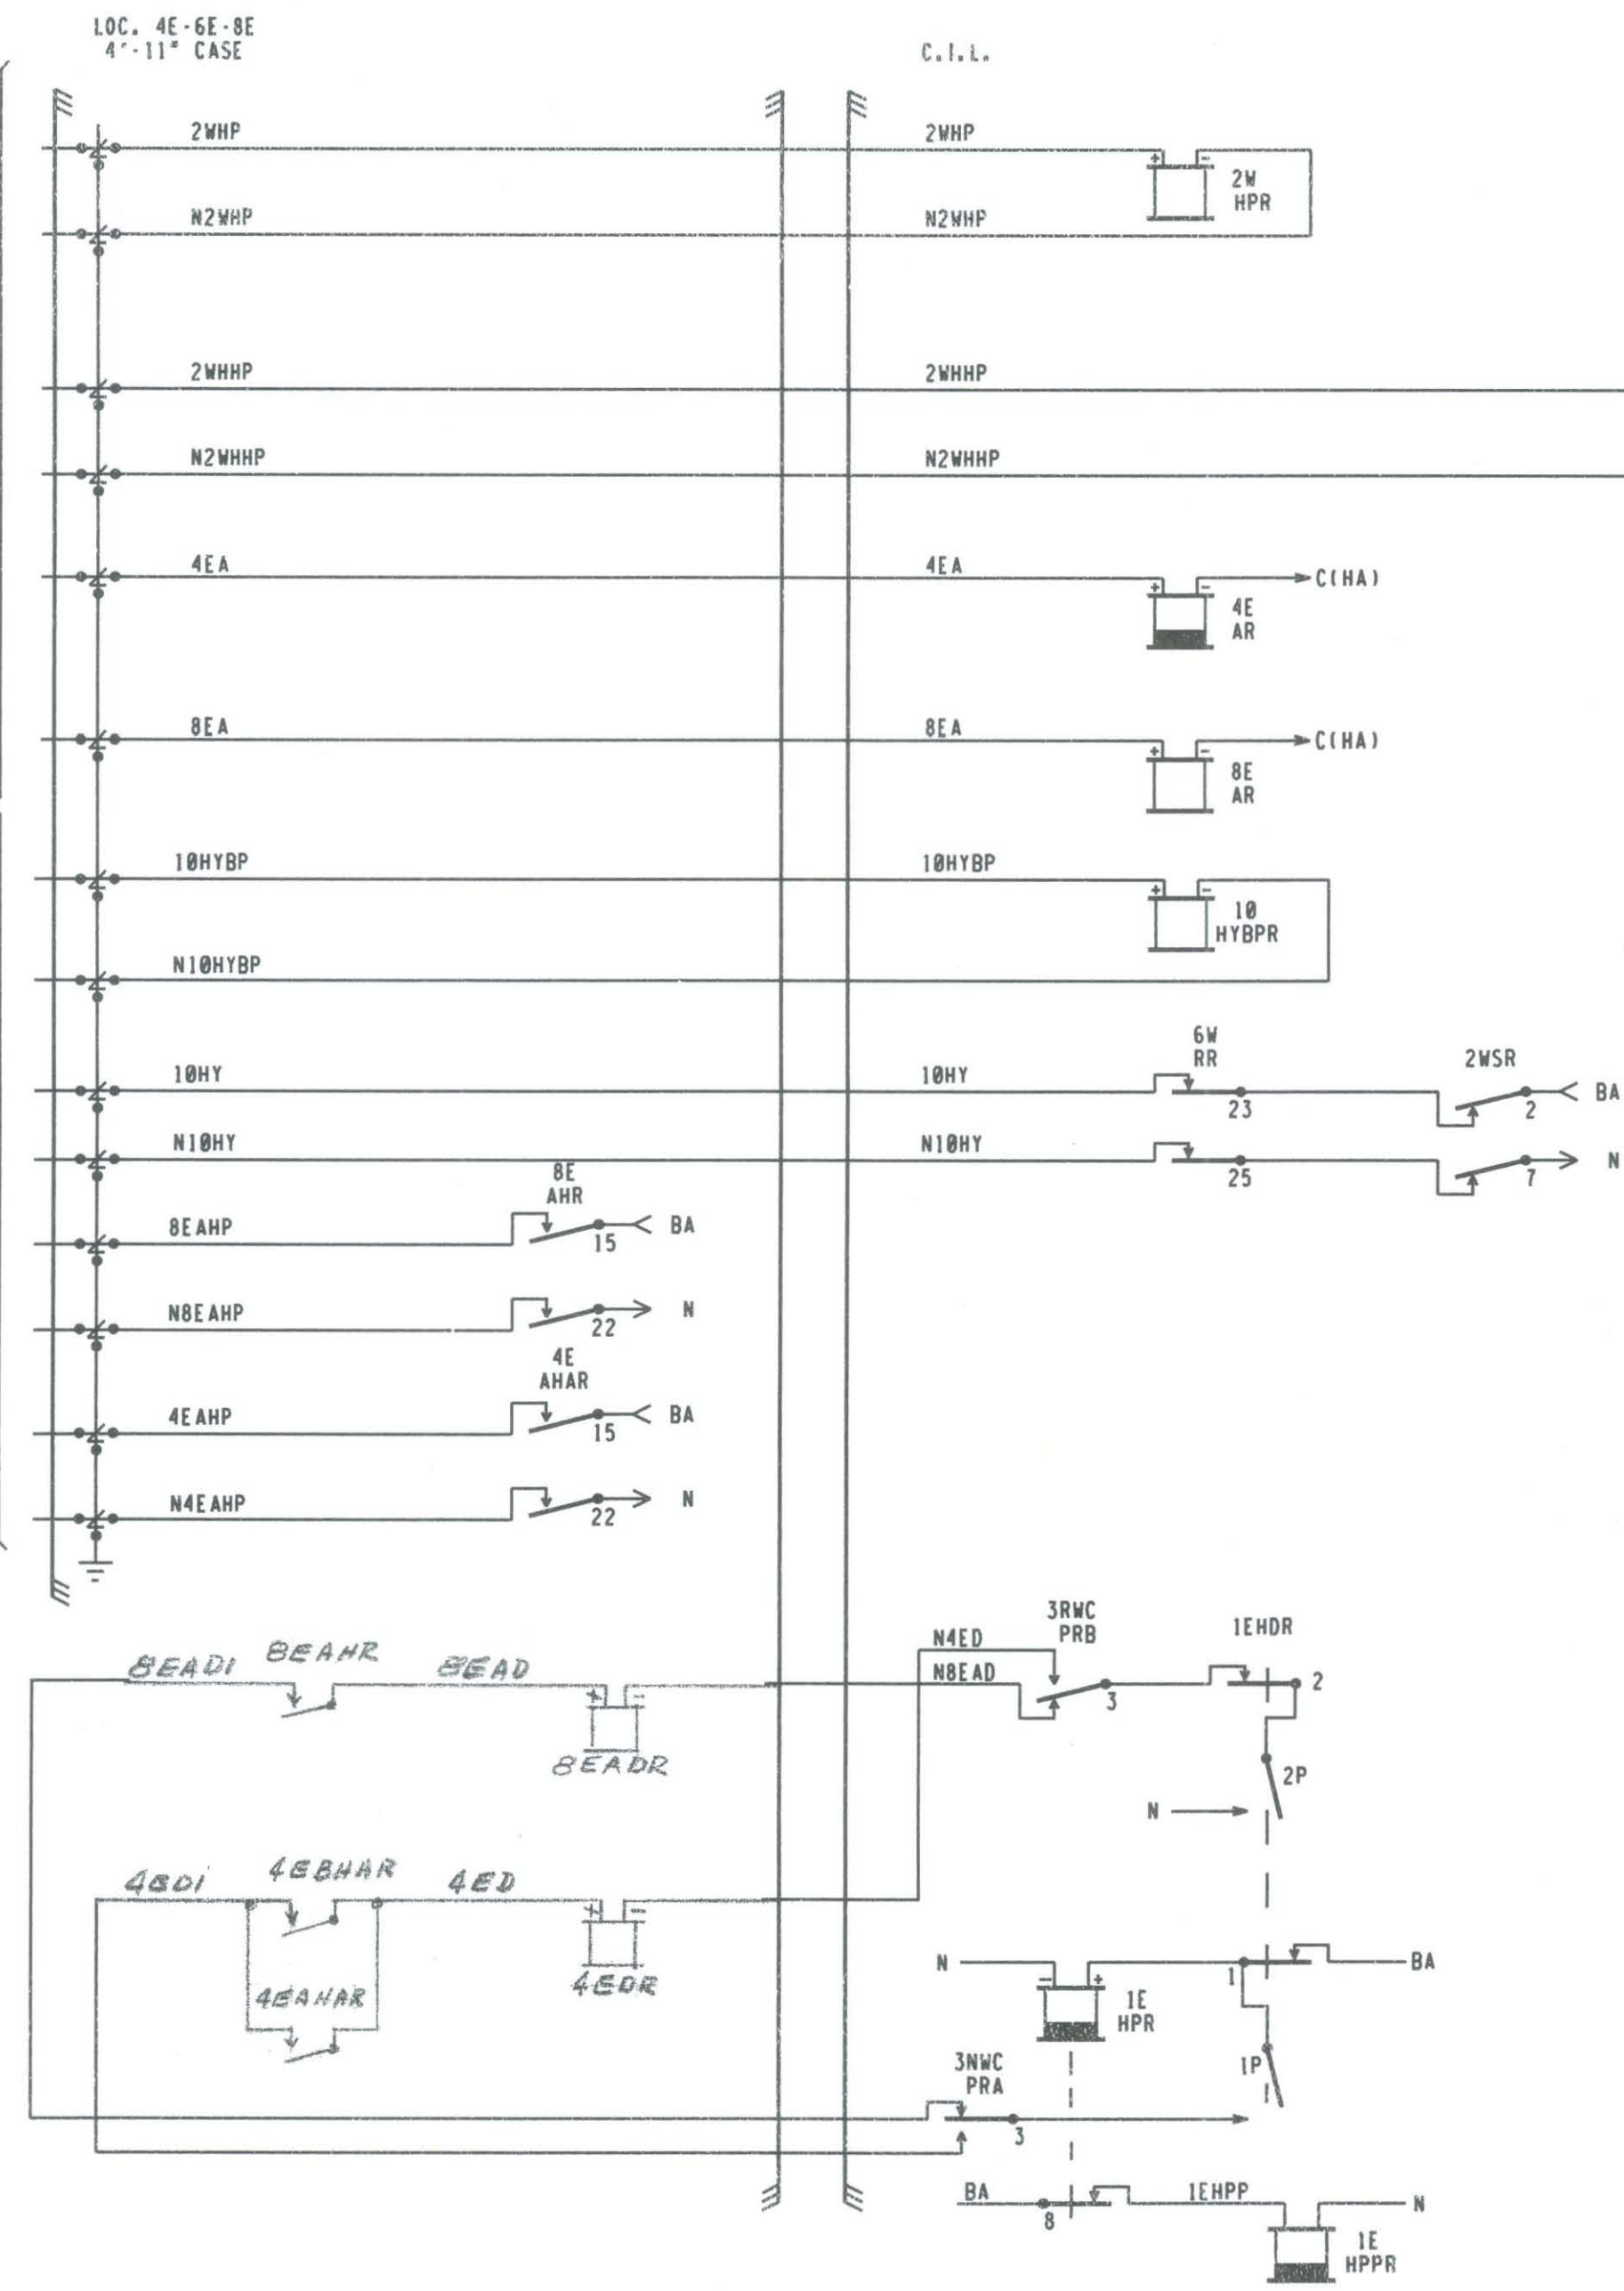 LOC. 4E-6E-8E
4'-11" CASE
C.I.L.
2WHP
2WHP
+ -
2W
HPR
N2WHP
N2WHP
2WHHP
2WHHP
N2WHHP
N2WHHP
4EA
4EA
+ -
C(HA)
4E
AR
8EA
8EA
+ -
C(HA)
8E
AR
10HYBP
10HYBP
+ -
10
HYBPR
N10HYBP
6W
RR
2WSR
10HY
10HY
23
2
BA
N10HY
N10HY
25
7
N
8E
AHR
8EAHP
15
BA
N8EAHP
22
N
4E
AHAR
4EAHP
15
BA
N4EAHP
22
N
3RWC
PRB
1EHDR
N4ED
8EADI
8EAHR
8EAD
N8EAD
+ -
3
2
8EADR
2P
N
4EDI
4EBHAR
4ED
+ -
4EDR
4EAHAR
N
- +
1
BA
1E
HPR
1P
3NWC
PRA
3
BA
8
1EHPP
N
1E
HPPR